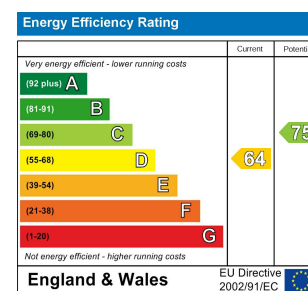 Energy Efficiency Rating
Current Potenti
Very energy efficient - lower running costs
(92 plus) A
(81-91) B
(69-80) C 75
(55-68) D 64
(39-54) E
(21-38) F
(1-20) G
Not energy efficient - higher running costs
England & Wales
EU Directive
2002/91/EC